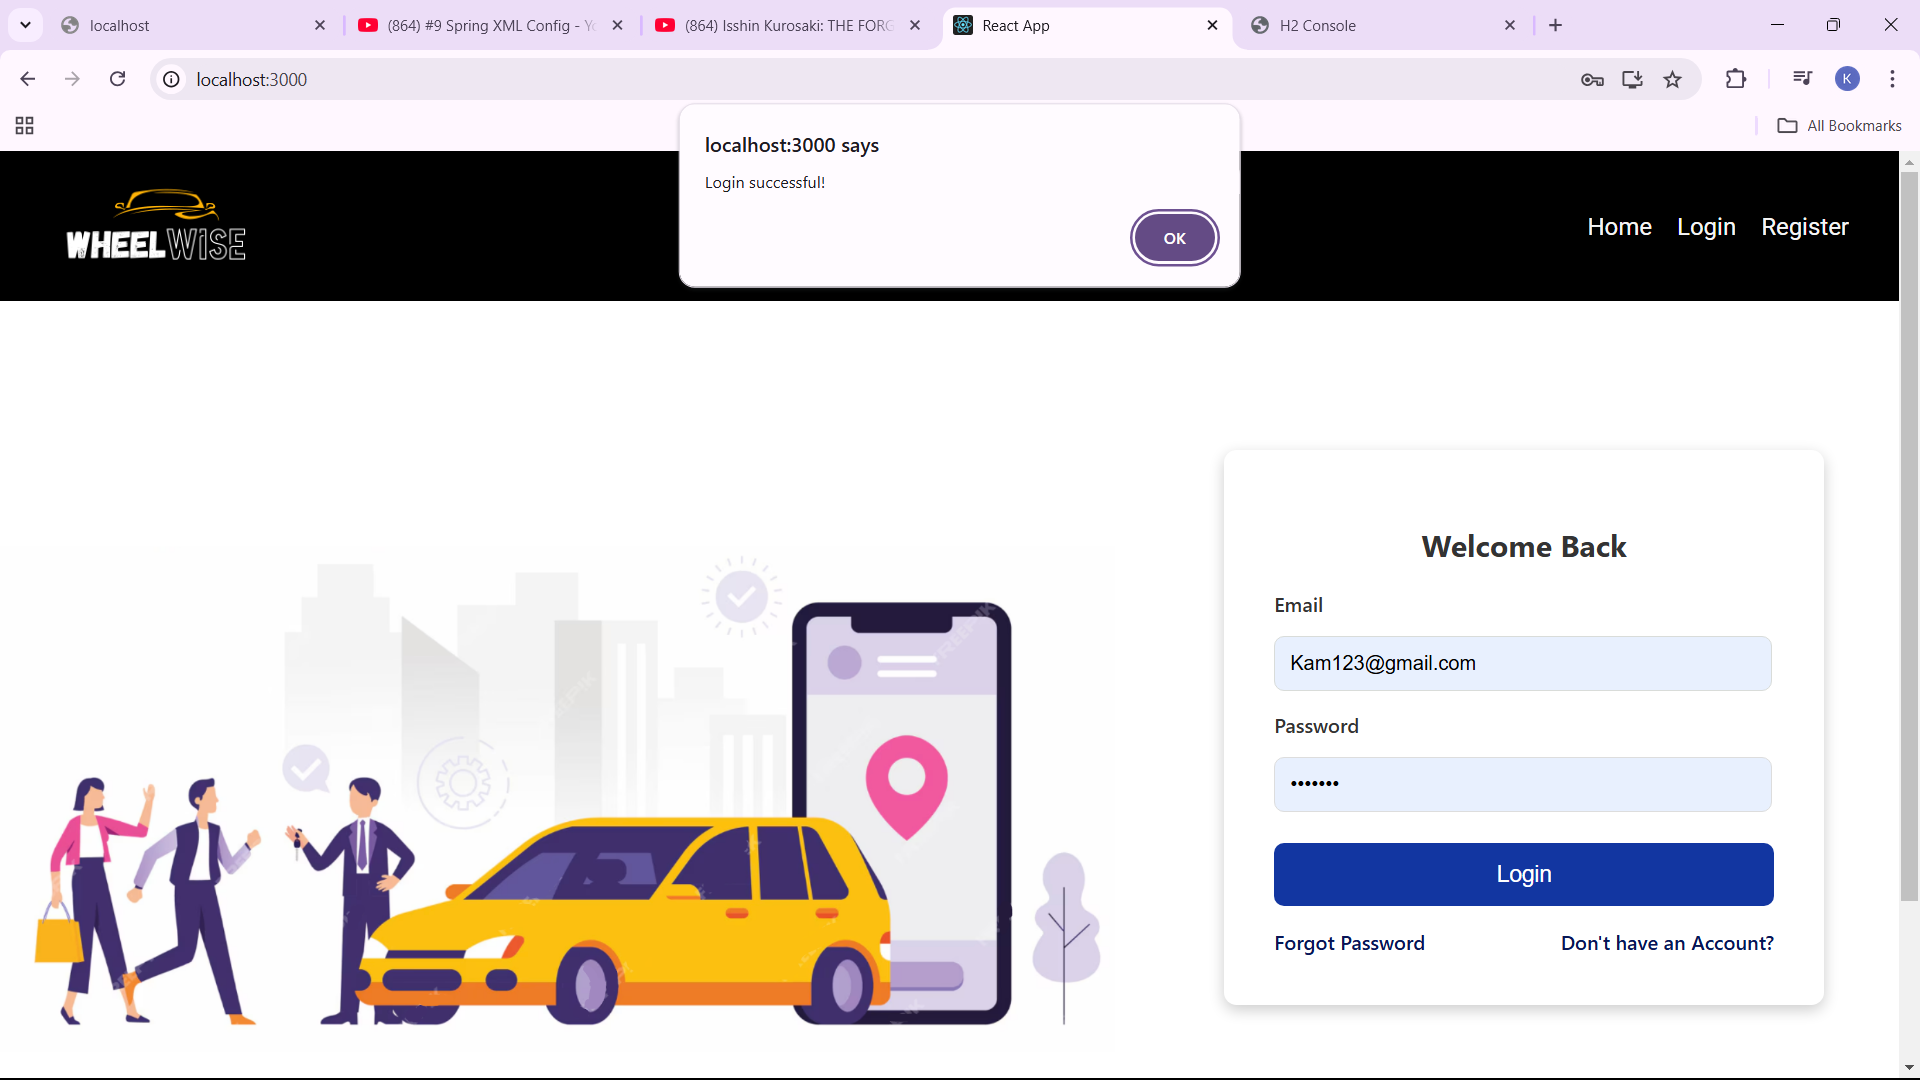 localhost
(864) #9 Spring XML Config - Yo
(864) Isshin Kurosaki: THE FORG
React App
H2 Console
localhost:3000
K
All Bookmarks
localhost:3000 says
Login successful!
OK
WHEELWISE
Home
Login
Register
Welcome Back
Email
Kam123@gmail.com
Password
•••••••
Login
Forgot Password
Don't have an Account?